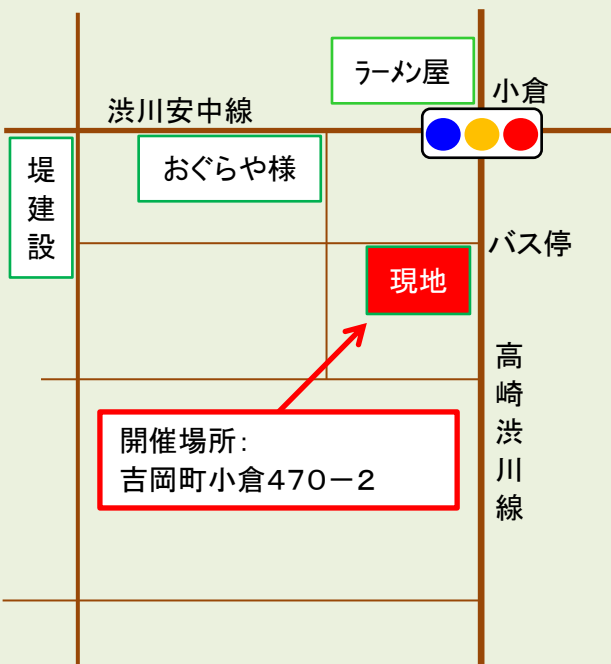 ラーメン屋
小倉
渋川安中線
おぐらや様
堤建設
バス停
現地
高崎渋川線
開催場所:
吉岡町小倉470-2